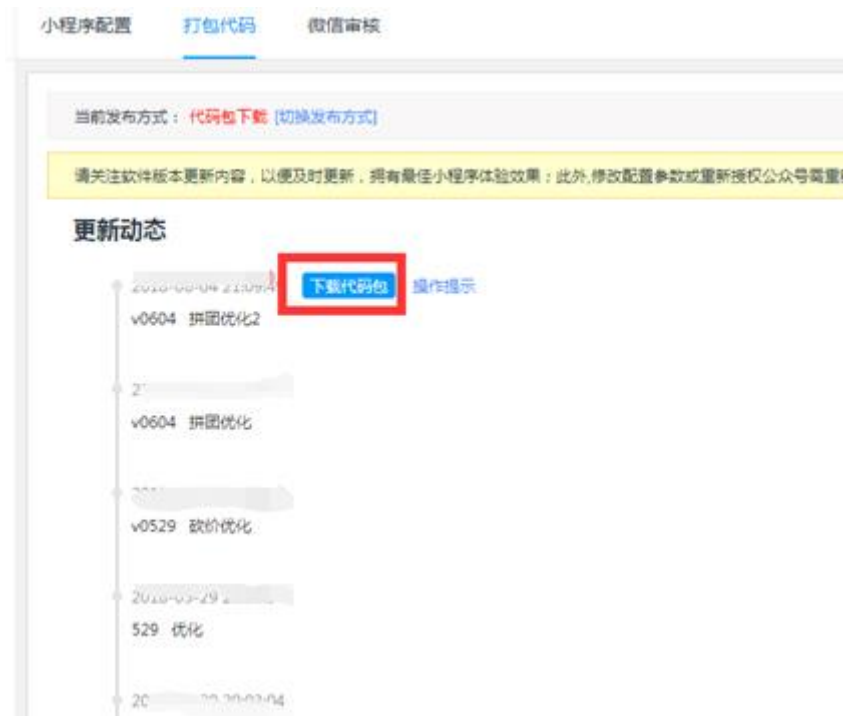 小程序配置 打包代码 微信审核
当前发布方式：代码包下载 [切换发布方式]
请关注软件版本更新内容，以便及时更新，拥有最佳小程序体验效果；此外,修改配置参数或重新授权公众号需重
更新动态
下载代码包 操作提示
v0604 拼团优化2
v0604 拼团优化
v0529 砍价优化
529 优化